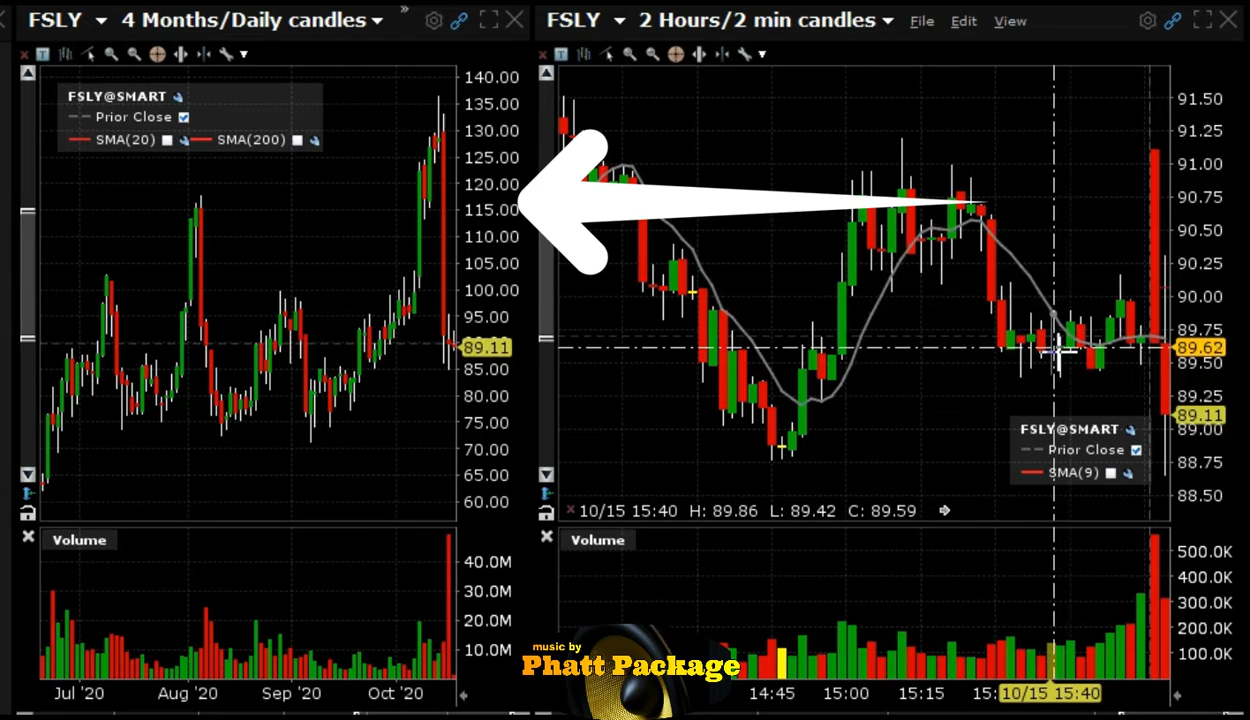 FSLY 4 Months/Daily candles »
FSLY 2 Hours/2 min candles File Edit View
FSLY@SMART
Prior Close
SMA(20) SMA(200)
140.00
135.00
130.00
125.00
120.00
115.00
110.00
105.00
100.00
95.00
89.11
85.00
80.00
75.00
70.00
65.00
60.00
Volume
40.0M
30.0M
20.0M
10.0M
Jul '20 Aug '20 Sep '20 Oct '20
91.50
91.25
91.00
90.75
90.50
90.25
90.00
89.75
89.62
89.50
89.25
89.11
89.00
88.75
88.50
FSLY@SMART
Prior Close
SMA(9)
10/15 15:40 H: 89.86 L: 89.42 C: 89.59
Volume
500.0K
400.0K
300.0K
200.0K
100.0K
music by
Phatt Package
14:45 15:00 15:15 15: 10/15 15:40